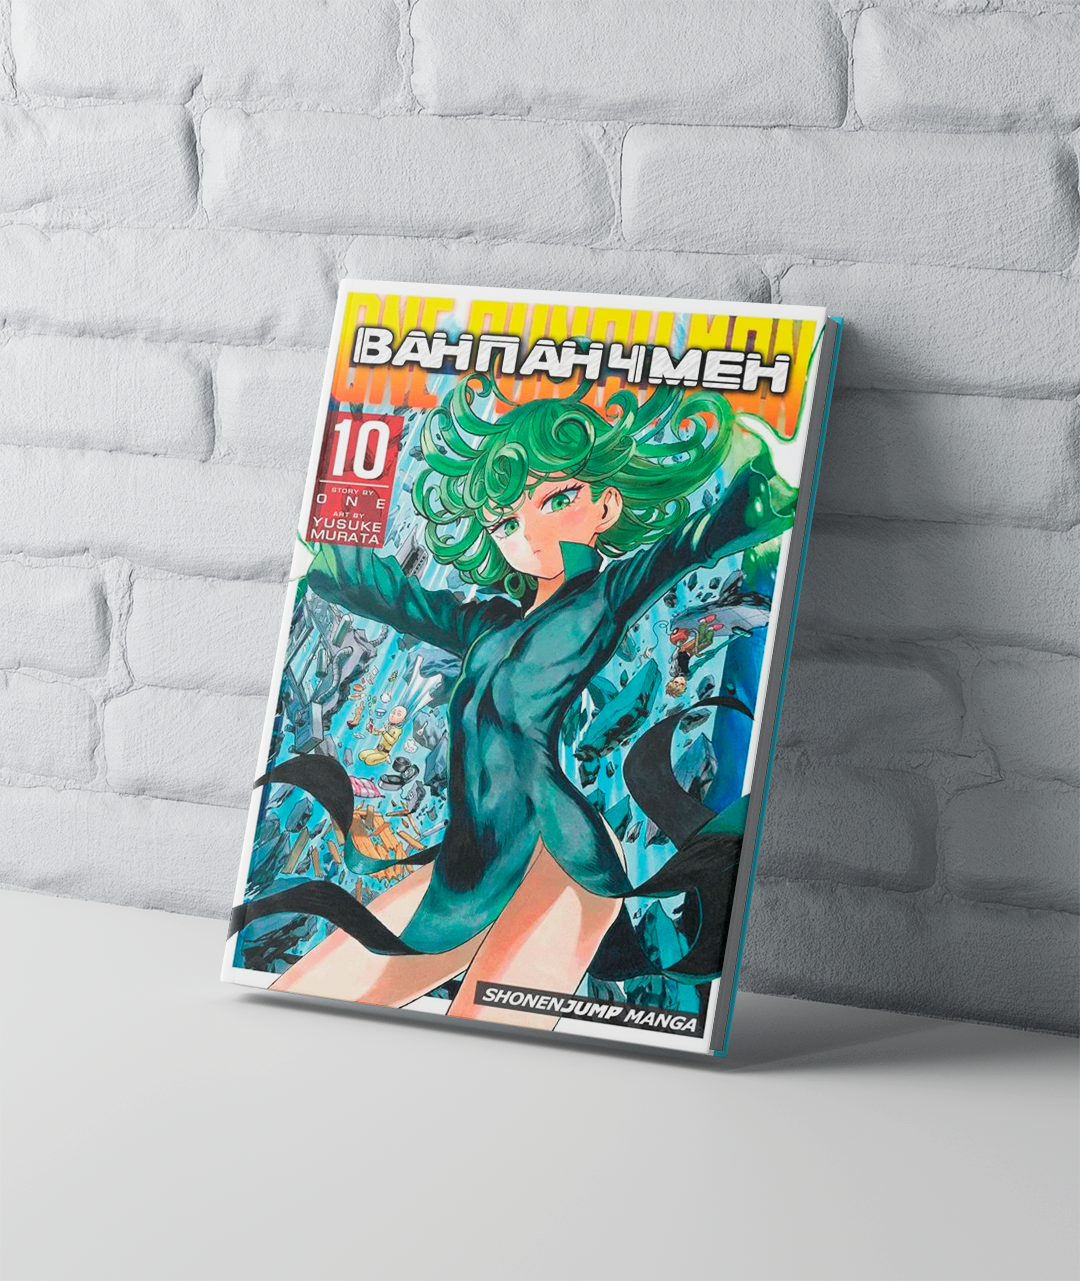 ONE-PUNCH MAN
ВАНПАНЧМЕН
10
STORY BY
ONE
ART BY
YUSUKE
MURATA
SHONENJUMP MANGA